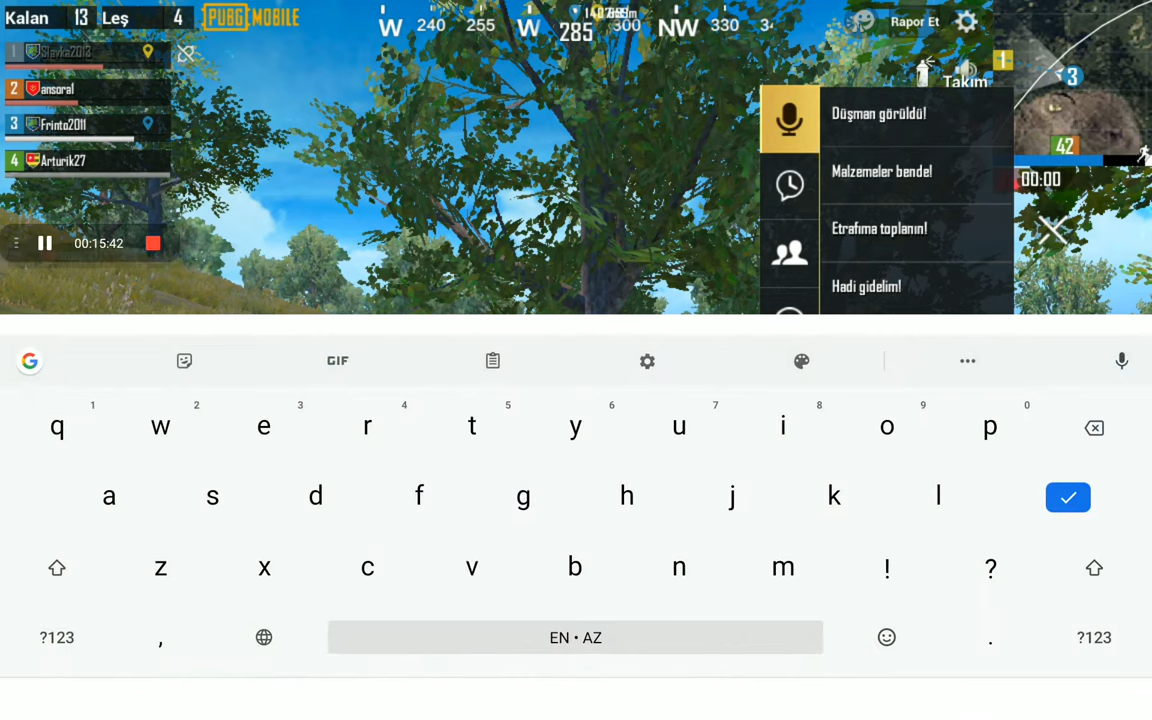 Kalan 13 Leş 4 PUBG MOBILE
W 240 255 W 285 300 NW 330
Rapor Et
1 Slavka2013
2 ansoral
3 Frinto2011
4 Arturik27
00:15:42
Takım
1
3
42
00:00
Düşman görüldü!
Malzemeler bende!
Etrafıma toplanın!
Hadi gidelim!
G GIF
1 2 3 4 5 6 7 8 9 0
q w e r t y u i o p
a s d f g h j k l
z x c v b n m ! ?
?123 , EN • AZ . ?123